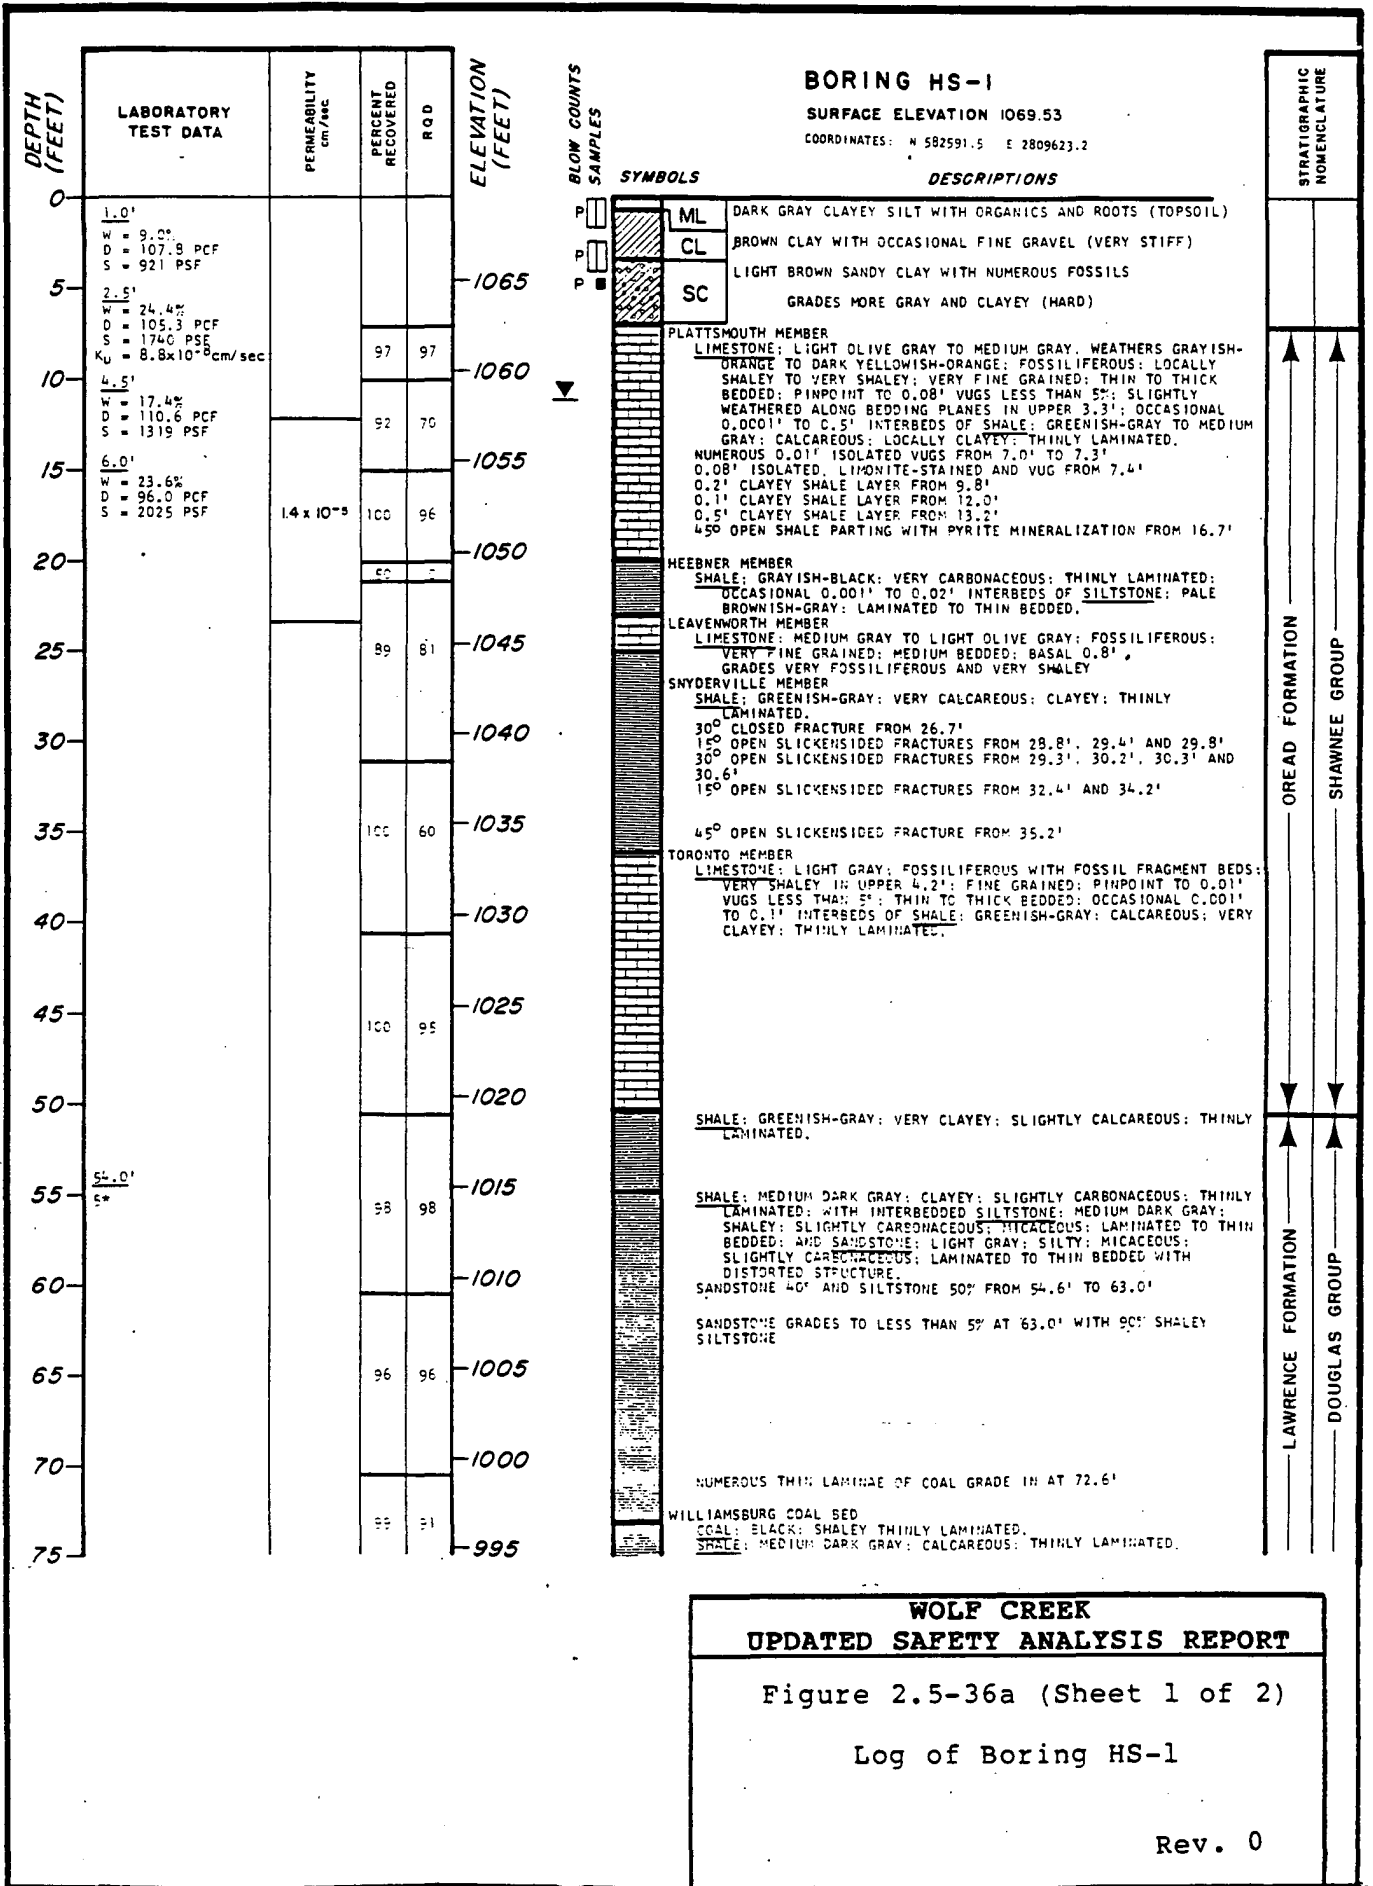 BORING HS-1
SURFACE ELEVATION 1069.53
COORDINATES: N 582591.5 E 2809623.2
DEPTH (FEET)
LABORATORY TEST DATA
PERMEABILITY cm/sec
PERCENT RECOVERED
RQD
ELEVATION (FEET)
BLOW COUNTS
SAMPLES
SYMBOLS
DESCRIPTIONS
STRATIGRAPHIC NOMENCLATURE
0
5
10
15
20
25
30
35
40
45
50
55
60
65
70
75
1.0'
W = 9.0%
D = 107.8 PCF
S = 921 PSF
2.5'
W = 24.4%
D = 105.3 PCF
S = 1740 PSF
KU = 8.8x10-8cm/sec
4.5'
W = 17.4%
D = 110.6 PCF
S = 1319 PSF
6.0'
W = 23.6%
D = 96.0 PCF
S = 2025 PSF
54.0'
S*
1.4 x 10-5
97 97
92 70
100 96
50
89 81
100 60
100 95
98 98
96 96
99 91
1065
1060
1055
1050
1045
1040
1035
1030
1025
1020
1015
1010
1005
1000
995
P
P
P
ML
CL
SC
DARK GRAY CLAYEY SILT WITH ORGANICS AND ROOTS (TOPSOIL)
BROWN CLAY WITH OCCASIONAL FINE GRAVEL (VERY STIFF)
LIGHT BROWN SANDY CLAY WITH NUMEROUS FOSSILS
GRADES MORE GRAY AND CLAYEY (HARD)
PLATTSMOUTH MEMBER
LIMESTONE; LIGHT OLIVE GRAY TO MEDIUM GRAY. WEATHERS GRAYISH-
ORANGE TO DARK YELLOWISH-ORANGE; FOSSILIFEROUS; LOCALLY
SHALEY TO VERY SHALEY; VERY FINE GRAINED; THIN TO THICK
BEDDED; PINPOINT TO 0.08' VUGS LESS THAN 5%; SLIGHTLY
WEATHERED ALONG BEDDING PLANES IN UPPER 3.3'; OCCASIONAL
0.0001' TO 0.5' INTERBEDS OF SHALE; GREENISH-GRAY TO MEDIUM
GRAY; CALCAREOUS; LOCALLY CLAYEY; THINLY LAMINATED.
NUMEROUS 0.01' ISOLATED VUGS FROM 7.0' TO 7.3'
0.08' ISOLATED, LIMONITE-STAINED AND VUG FROM 7.4'
0.2' CLAYEY SHALE LAYER FROM 9.8'
0.1' CLAYEY SHALE LAYER FROM 12.0'
0.5' CLAYEY SHALE LAYER FROM 13.2'
45° OPEN SHALE PARTING WITH PYRITE MINERALIZATION FROM 16.7'
HEEBNER MEMBER
SHALE; GRAYISH-BLACK; VERY CARBONACEOUS; THINLY LAMINATED;
OCCASIONAL 0.001' TO 0.02' INTERBEDS OF SILTSTONE; PALE
BROWNISH-GRAY; LAMINATED TO THIN BEDDED.
LEAVENWORTH MEMBER
LIMESTONE; MEDIUM GRAY TO LIGHT OLIVE GRAY; FOSSILIFEROUS;
VERY FINE GRAINED; MEDIUM BEDDED; BASAL 0.8'
GRADES VERY FOSSILIFEROUS AND VERY SHALEY
SNYDERVILLE MEMBER
SHALE; GREENISH-GRAY; VERY CALCAREOUS; CLAYEY; THINLY
LAMINATED.
30° CLOSED FRACTURE FROM 26.7'
15° OPEN SLICKENSIDED FRACTURES FROM 28.8', 29.4' AND 29.8'
30° OPEN SLICKENSIDED FRACTURES FROM 29.3', 30.2', 30.3' AND
30.6'
15° OPEN SLICKENSIDED FRACTURES FROM 32.4' AND 34.2'
45° OPEN SLICKENSIDED FRACTURE FROM 35.2'
TORONTO MEMBER
LIMESTONE; LIGHT GRAY; FOSSILIFEROUS WITH FOSSIL FRAGMENT BEDS;
VERY SHALEY IN UPPER 4.2'; FINE GRAINED; PINPOINT TO 0.01'
VUGS LESS THAN 5%; THIN TO THICK BEDDED; OCCASIONAL 0.001'
TO 0.1' INTERBEDS OF SHALE; GREENISH-GRAY; CALCAREOUS; VERY
CLAYEY; THINLY LAMINATED.
SHALE; GREENISH-GRAY; VERY CLAYEY; SLIGHTLY CALCAREOUS; THINLY
LAMINATED.
SHALE; MEDIUM DARK GRAY; CLAYEY; SLIGHTLY CARBONACEOUS; THINLY
LAMINATED; WITH INTERBEDDED SILTSTONE; MEDIUM DARK GRAY;
SHALEY; SLIGHTLY CARBONACEOUS; MICACEOUS; LAMINATED TO THIN
BEDDED; AND SANDSTONE; LIGHT GRAY; SILTY; MICACEOUS;
SLIGHTLY CARBONACEOUS; LAMINATED TO THIN BEDDED WITH
DISTORTED STRUCTURE.
SANDSTONE 40% AND SILTSTONE 50% FROM 54.6' TO 63.0'
SANDSTONE GRADES TO LESS THAN 5% AT 63.0' WITH 90% SHALEY
SILTSTONE
NUMEROUS THIN LAMINAE OF COAL GRADE IN AT 72.6'
WILLIAMSBURG COAL BED
COAL; BLACK; SHALEY THINLY LAMINATED.
SHALE; MEDIUM DARK GRAY; CALCAREOUS; THINLY LAMINATED.
OREAD FORMATION
SHAWNEE GROUP
LAWRENCE FORMATION
DOUGLAS GROUP
WOLF CREEK
UPDATED SAFETY ANALYSIS REPORT
Figure 2.5-36a (Sheet 1 of 2)
Log of Boring HS-1
Rev. 0